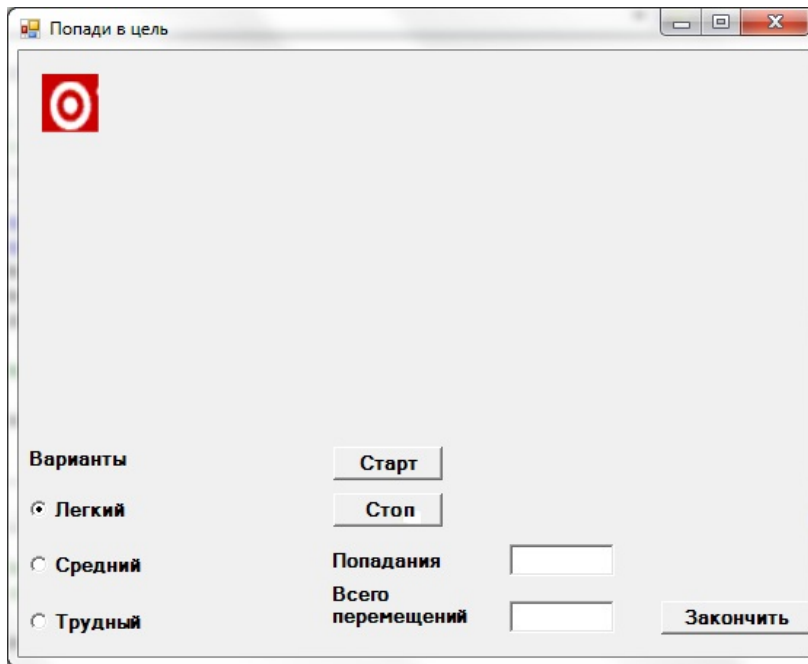 Попади в цель
Варианты
Старт
Легкий
Стоп
Средний
Попадания
Всего
перемещений
Трудный
Закончить